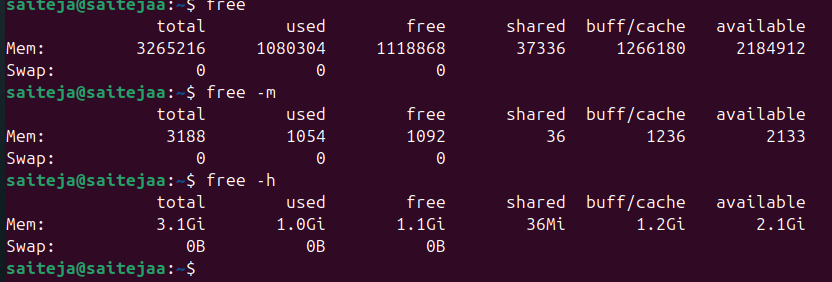 saiteja@saitejaa:~$ free
total used free shared buff/cache available
Mem: 3265216 1080304 1118868 37336 1266180 2184912
Swap: 0 0 0
saiteja@saitejaa:~$ free -m
total used free shared buff/cache available
Mem: 3188 1054 1092 36 1236 2133
Swap: 0 0 0
saiteja@saitejaa:~$ free -h
total used free shared buff/cache available
Mem: 3.1Gi 1.0Gi 1.1Gi 36Mi 1.2Gi 2.1Gi
Swap: 0B 0B 0B
saiteja@saitejaa:~$